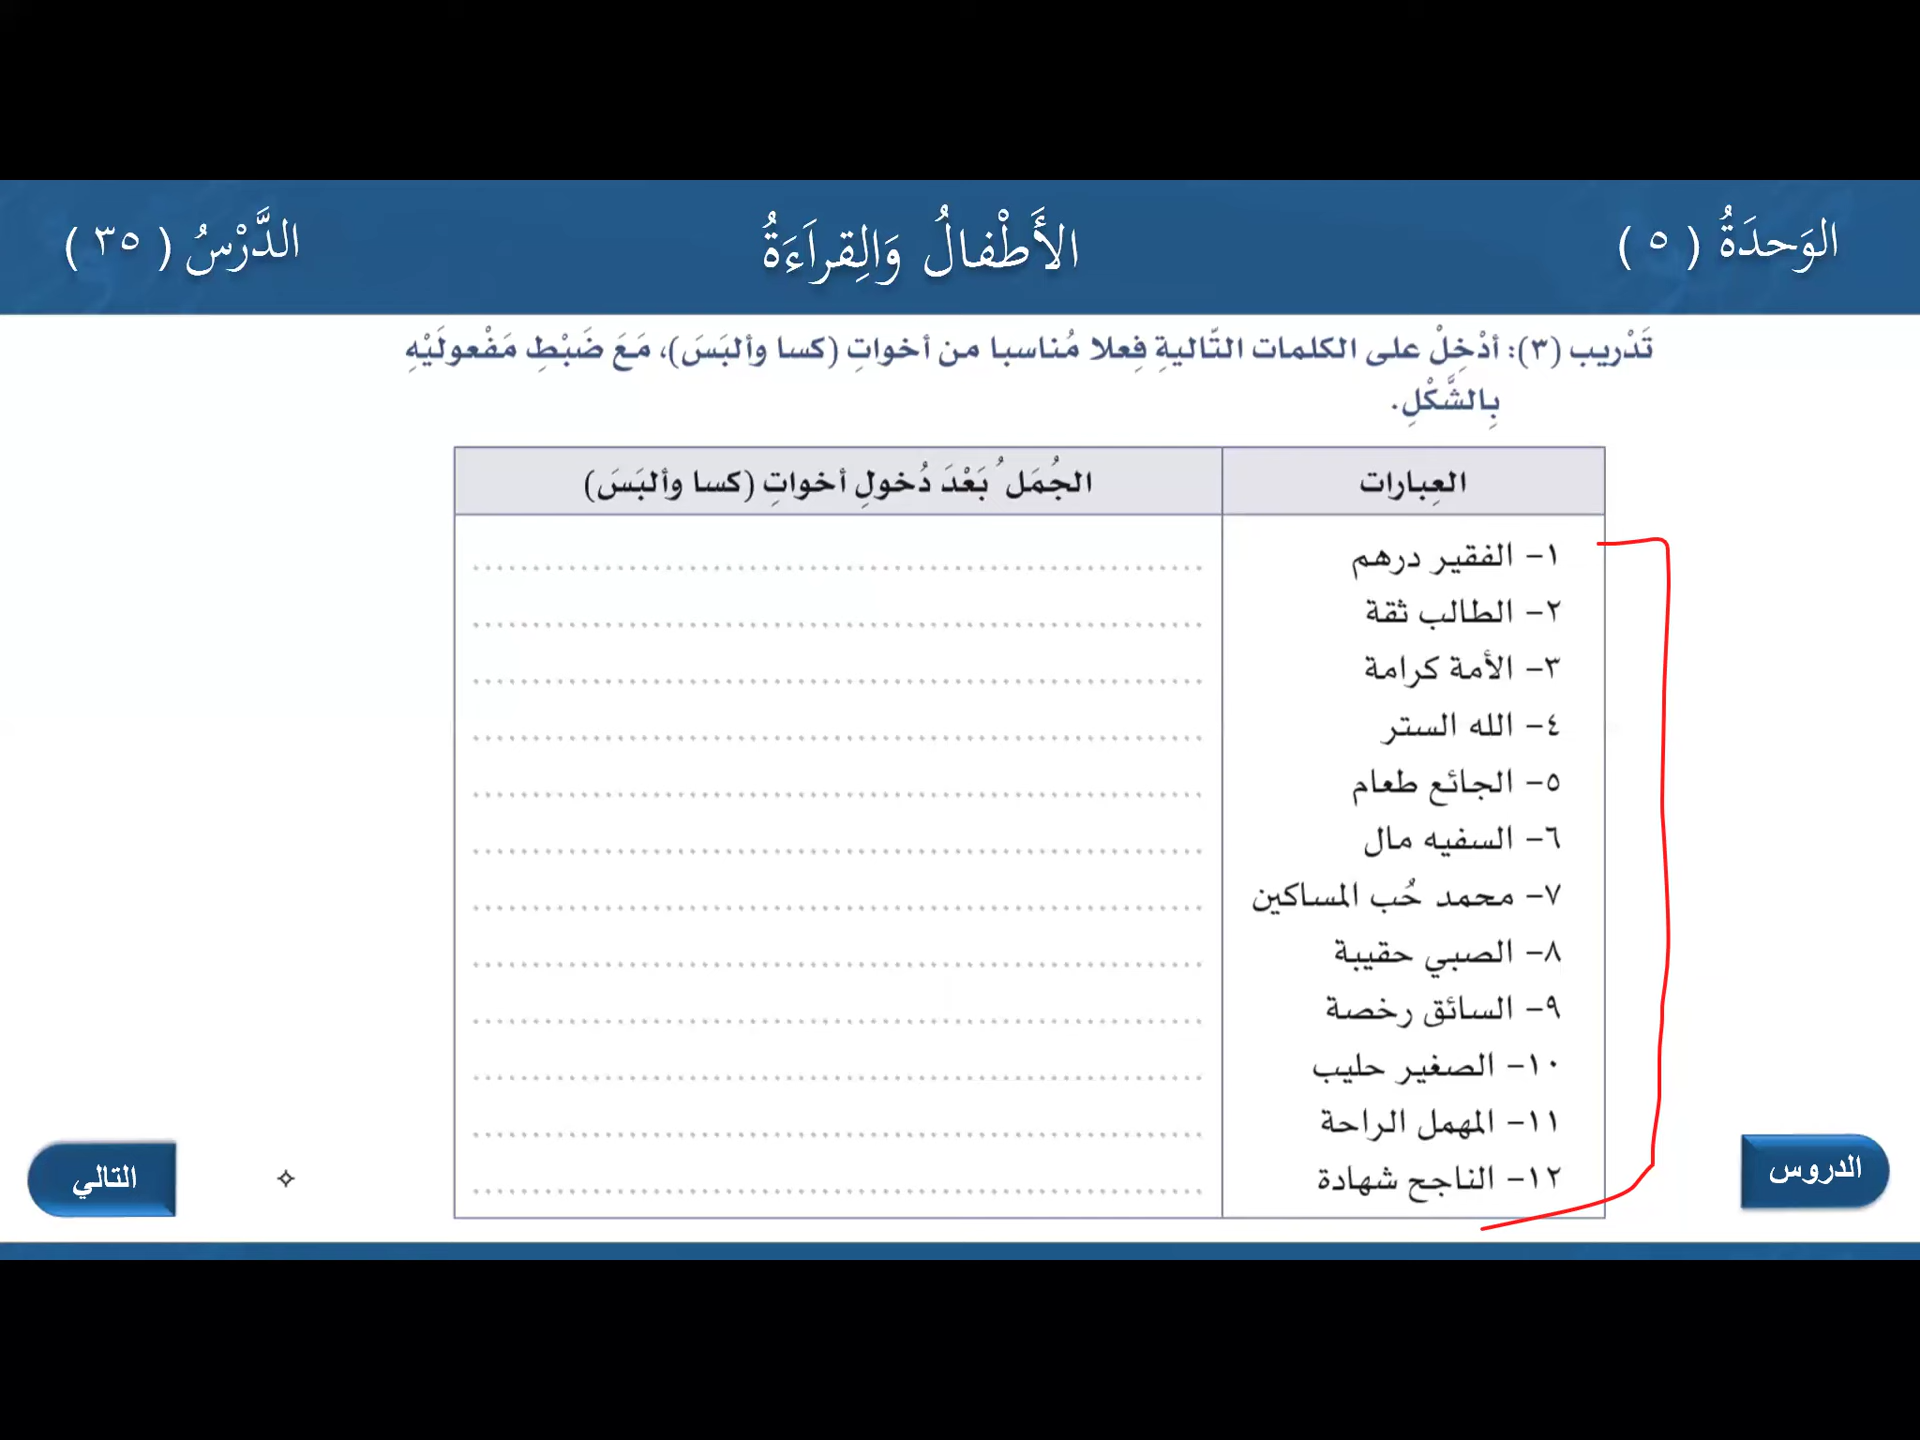 الوَحدَةُ ( ٥ )
الأَطْفالُ وَالِقراَءَةُ
الدَّرْسُ ( ٣٥ )
تَدْريب (٣): أدْخِلْ على الكلمات التّاليةِ فِعلا مُناسبا من أخواتِ (كسا وألبَسَ)، مَعَ ضَبْطِ مَفْعولَيْهِ
بِالشَّكْلِ.
العِبارات
الجُمَل ُ بَعْدَ دُخولِ أخواتِ (كسا وألبَسَ)
١- الفقير درهم
٢- الطالب ثقة
٣- الأمة كرامة
٤- الله الستر
٥- الجائع طعام
٦- السفيه مال
٧- محمد حُب المساكين
٨- الصبي حقيبة
٩- السائق رخصة
١٠- الصغير حليب
١١- المهمل الراحة
١٢- الناجح شهادة
الدروس
التالي